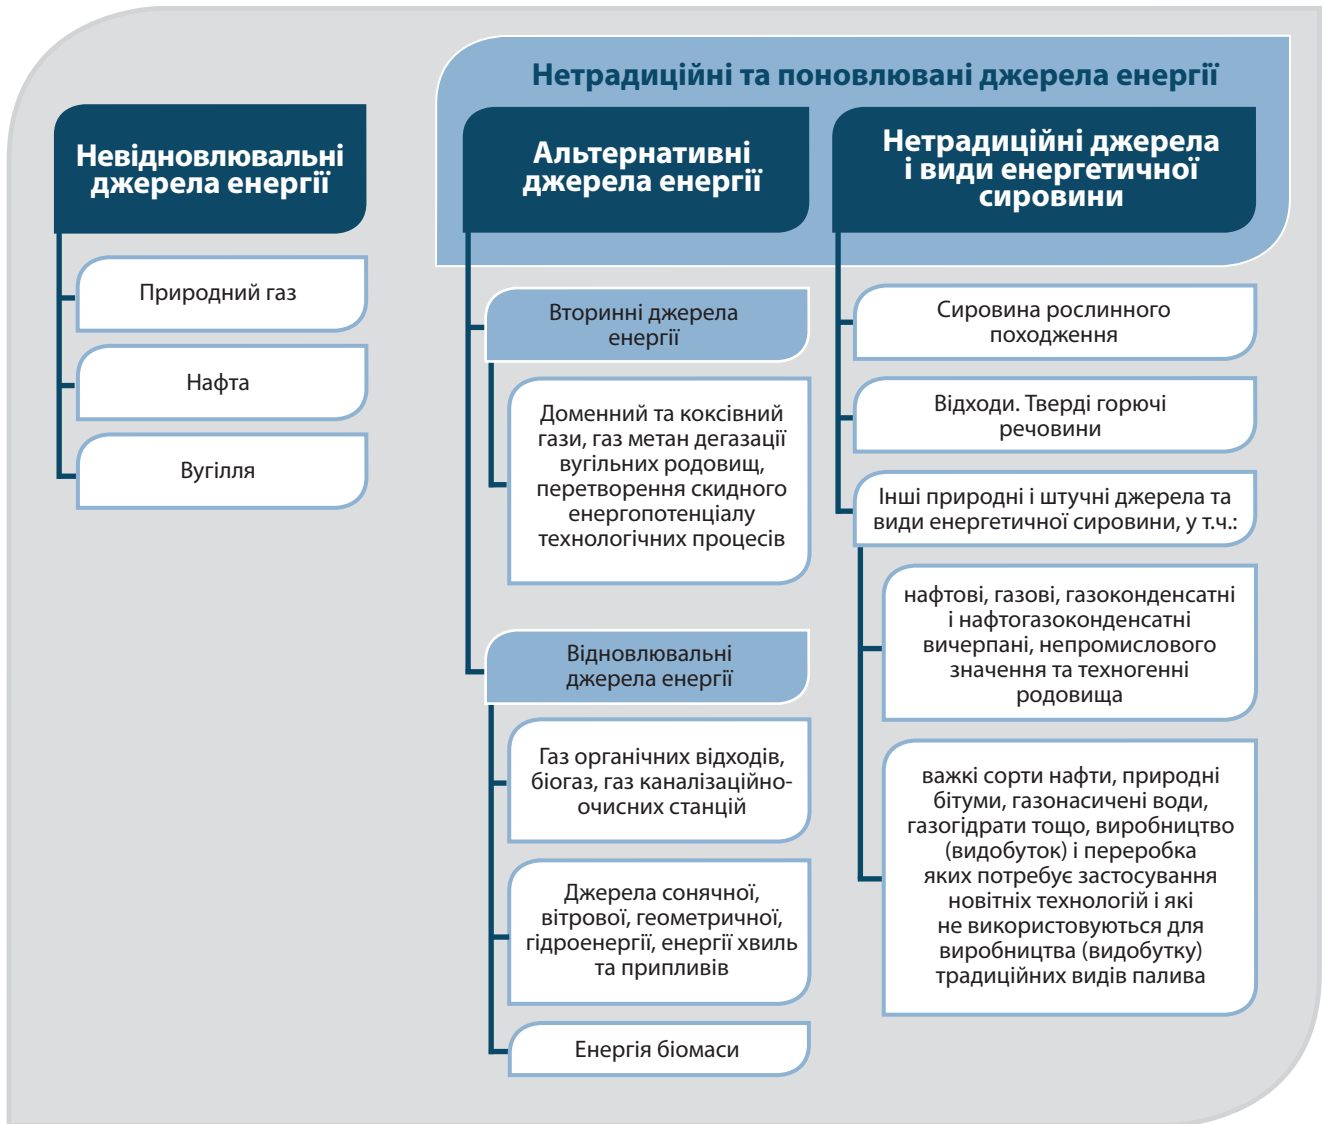 Нетрадиційні та поновлювані джерела енергії
Невідновлювальні
джерела енергії
Природний газ
Нафта
Вугілля
Альтернативні
джерела енергії
Вторинні джерела
енергії
Доменний та коксівний
гази, газ метан дегазації
вугільних родовищ,
перетворення скидного
енергопотенціалу
технологічних процесів
Відновлювальні
джерела енергії
Газ органічних відходів,
біогаз, газ каналізаційно-
очисних станцій
Джерела сонячної,
вітрової, геометричної,
гідроенергії, енергії хвиль
та припливів
Енергія біомаси
Нетрадиційні джерела
і види енергетичної
сировини
Сировина рослинного
походження
Відходи. Тверді горючі
речовини
Інші природні і штучні джерела та
види енергетичної сировини, у т.ч.:
нафтові, газові, газоконденсатні
і нафтогазоконденсатні
вичерпані, непромислового
значення та техногенні
родовища
важкі сорти нафти, природні
бітуми, газонасичені води,
газогідрати тощо, виробництво
(видобуток) і переробка
яких потребує застосування
новітніх технологій і які
не використовуються для
виробництва (видобутку)
традиційних видів палива